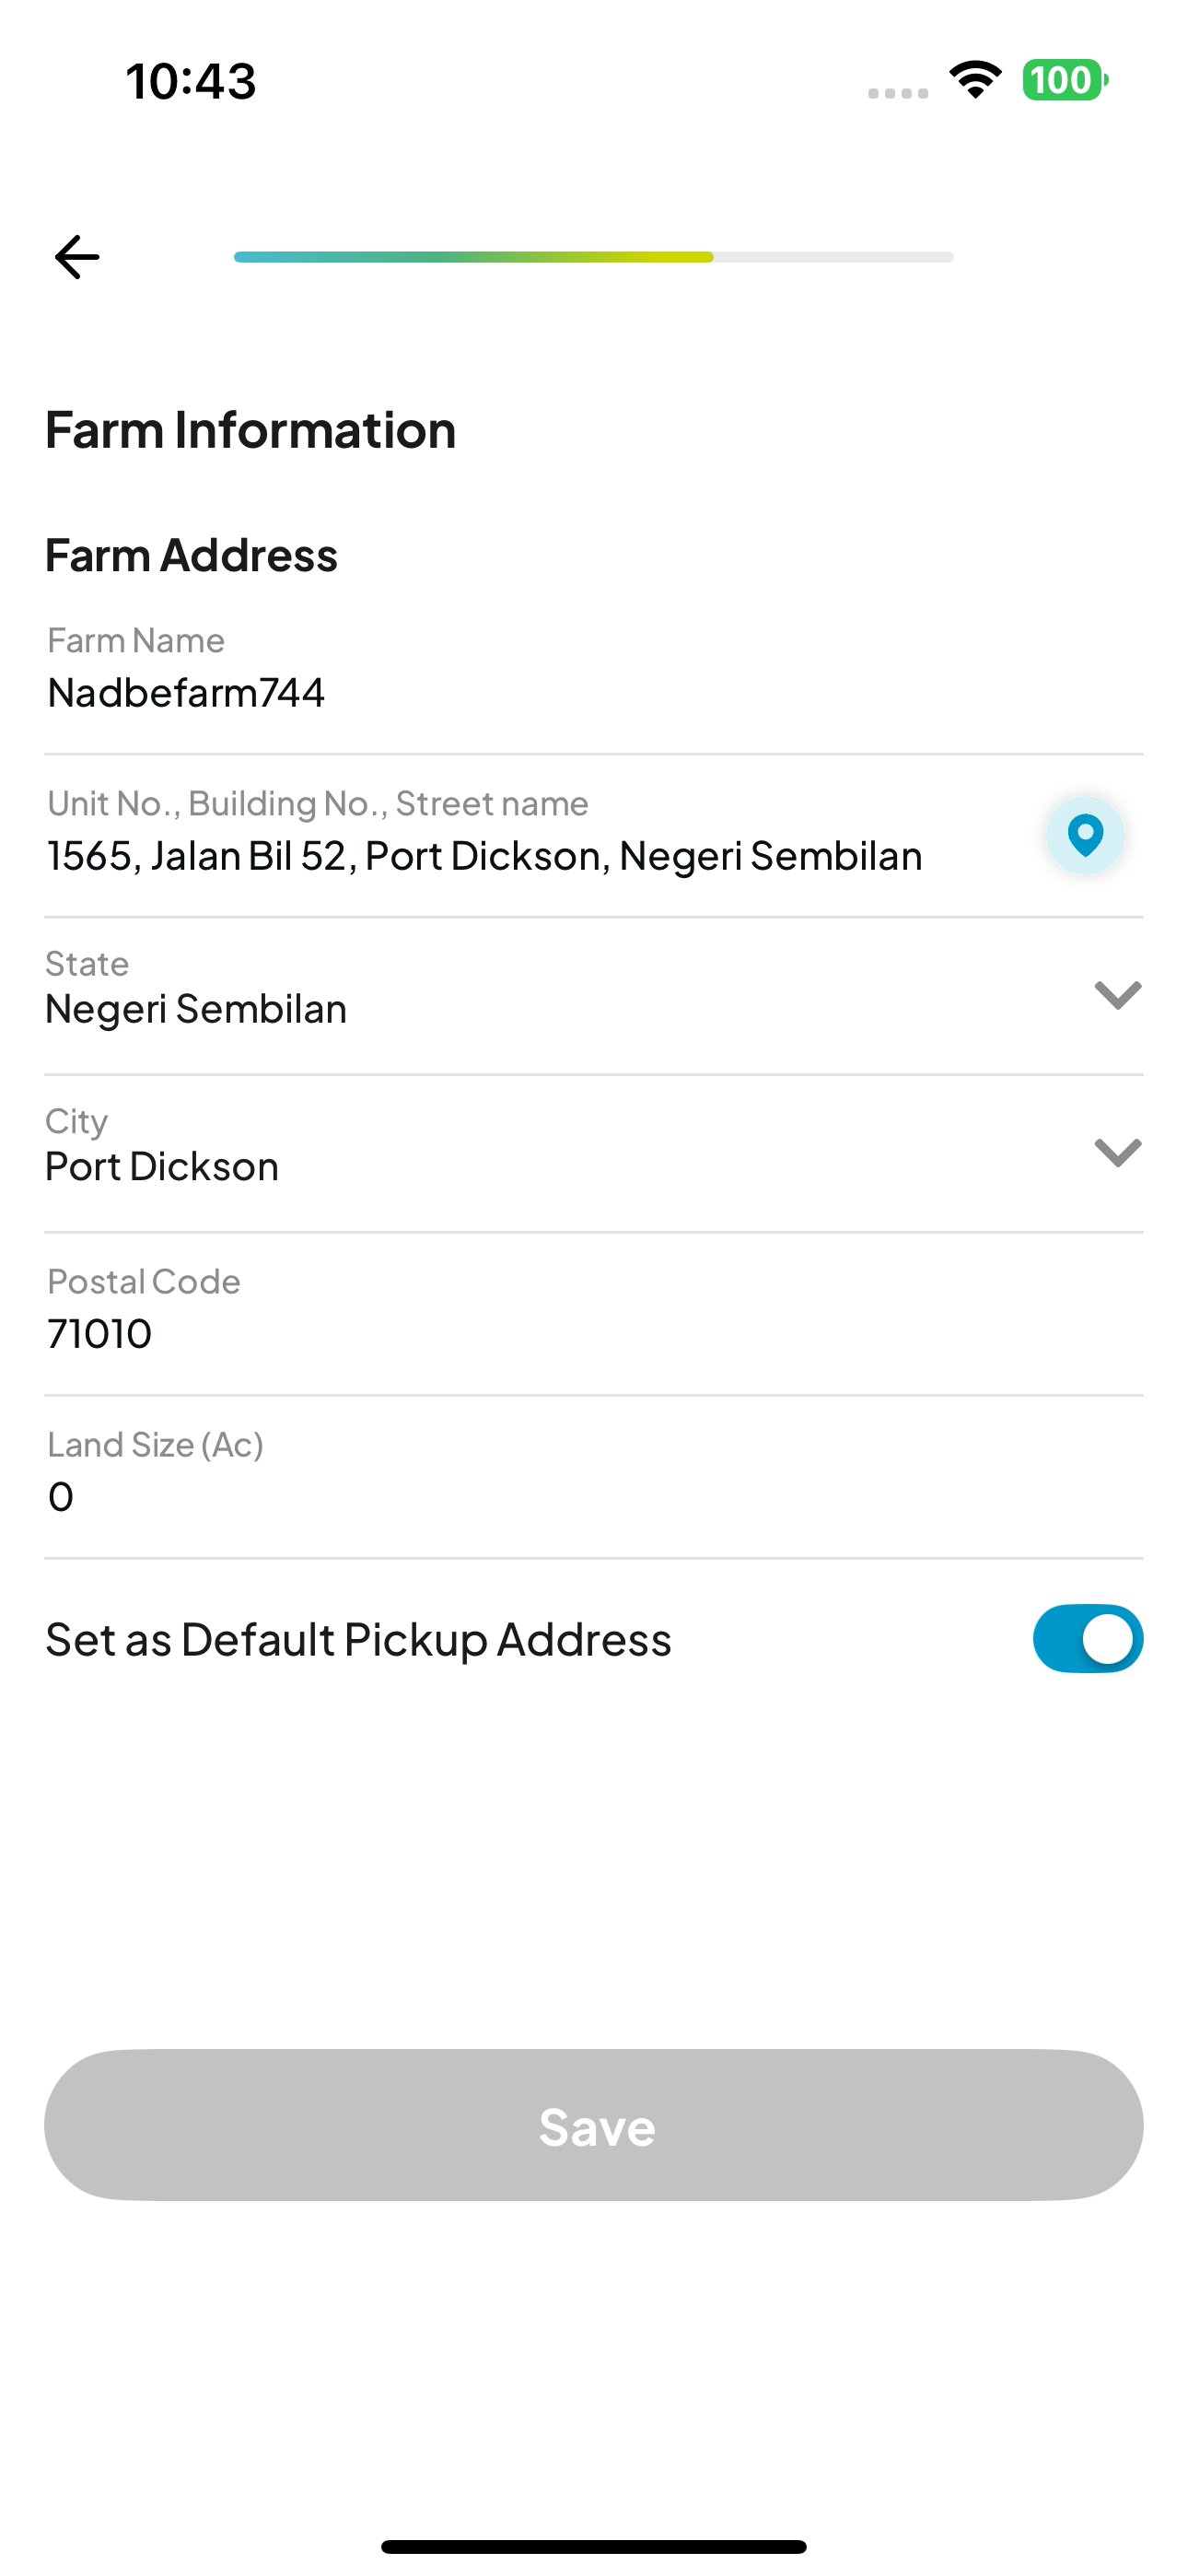 10:43
100
Farm Information
Farm Address
Farm Name
Nadbefarm744
Unit No., Building No., Street name
1565, Jalan Bil 52, Port Dickson, Negeri Sembilan
State
Negeri Sembilan
City
Port Dickson
Postal Code
71010
Land Size (Ac)
0
Set as Default Pickup Address
Save